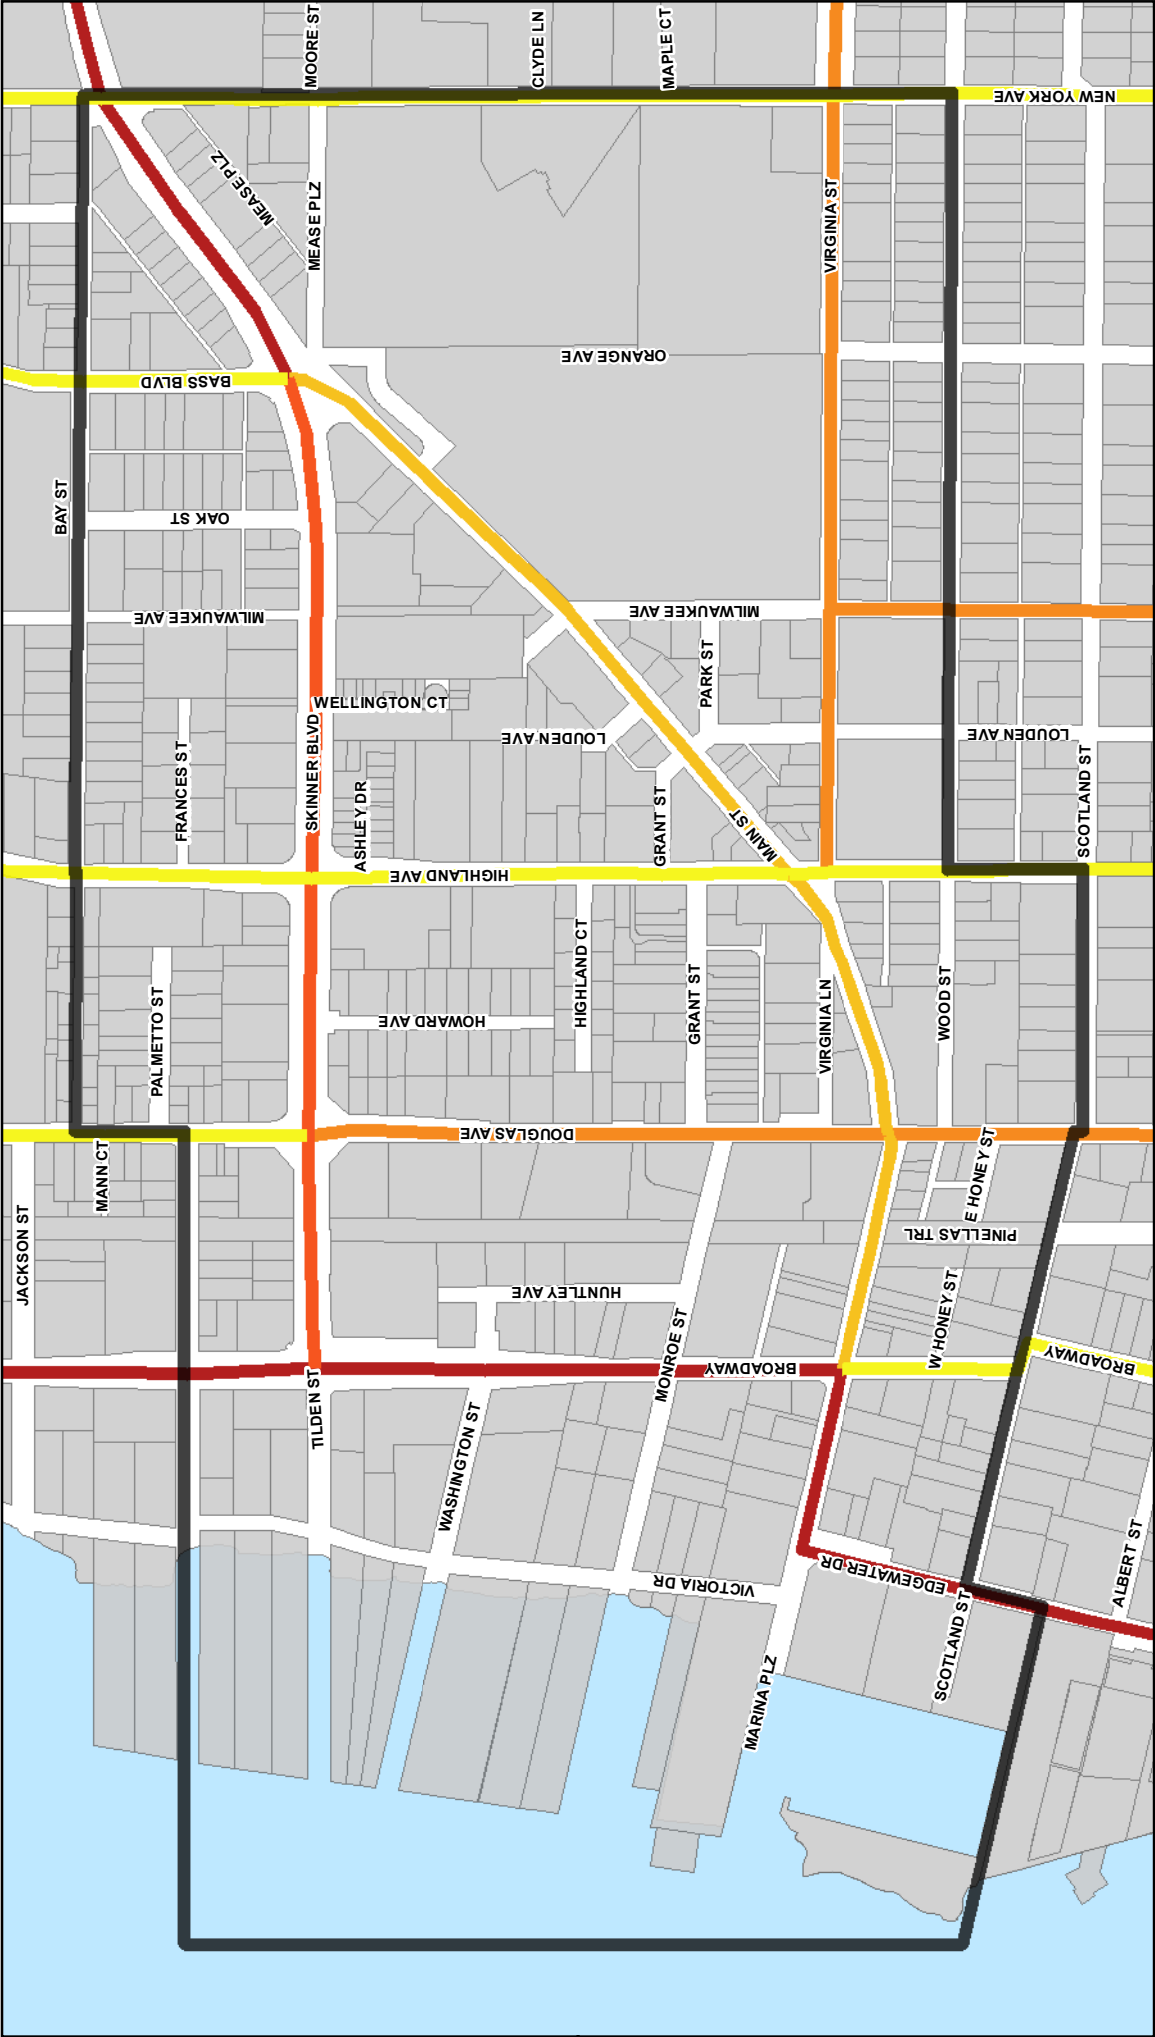 MOORE ST
CLYDE LN
MAPLE CT
NEW YORK AVE
MEASE PLZ
MEASE PLZ
VIRGINIA ST
ORANGE AVE
BASS BLVD
BAY ST
OAK ST
MILWAUKEE AVE
MILWAUKEE AVE
PARK ST
WELLINGTON CT
LOUDEN AVE
LOUDEN AVE
FRANCES ST
SKINNER BLVD
ASHLEY DR
GRANT ST
MAIN ST
SCOTLAND ST
HIGHLAND AVE
PALMETTO ST
HOWARD AVE
HIGHLAND CT
GRANT ST
VIRGINIA LN
WOOD ST
DOUGLAS AVE
MANN CT
E HONEY ST
JACKSON ST
PINELLAS TRL
HUNTLEY AVE
W HONEY ST
MONROE ST
BROADWAY
BROADWAY
TILDEN ST
WASHINGTON ST
VICTORIA DR
EDGEWATER DR
ALBERT ST
SCOTLAND ST
MARINA PLZ